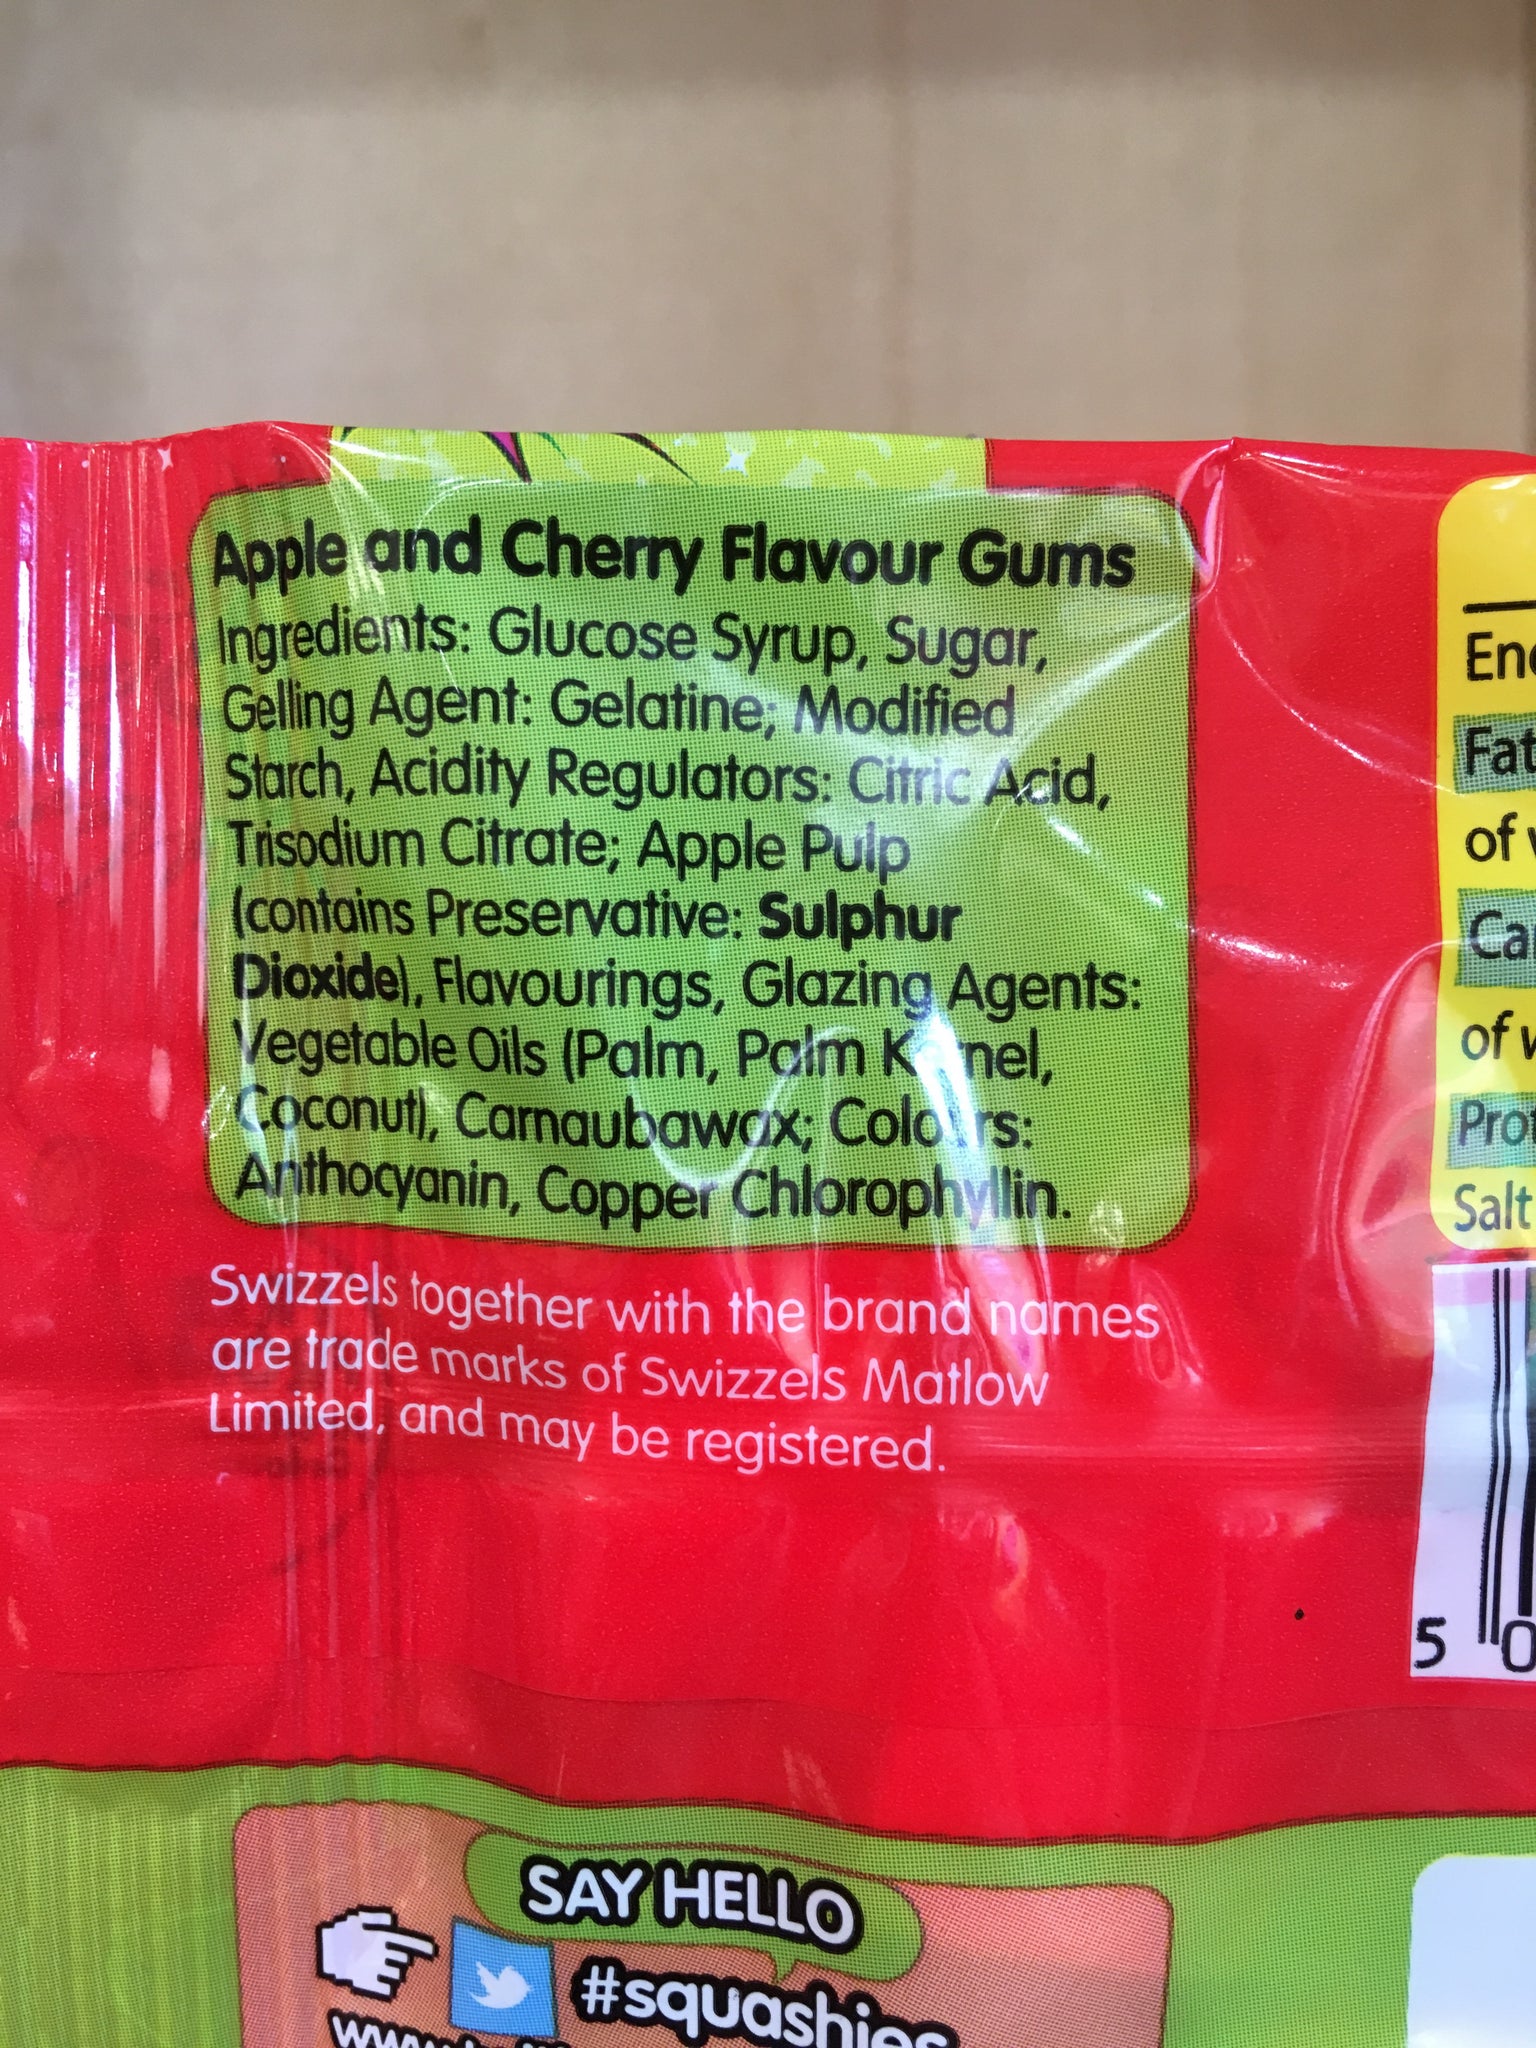 Apple and Cherry Flavour Gums
Ingredients: Glucose Syrup, Sugar,
Gelling Agent: Gelatine; Modified
Starch, Acidity Regulators: Citric Acid,
Trisodium Citrate; Apple Pulp
(contains Preservative: Sulphur
Dioxide), Flavourings, Glazing Agents:
Vegetable Oils (Palm, Palm Kernel,
Coconut), Carnaubawax; Colours:
Anthocyanin, Copper Chlorophyllin.
Swizzels together with the brand names
are trade marks of Swizzels Matlow
Limited, and may be registered.
Fat
of
of
Salt
5 0
SAY HELLO
#squashies